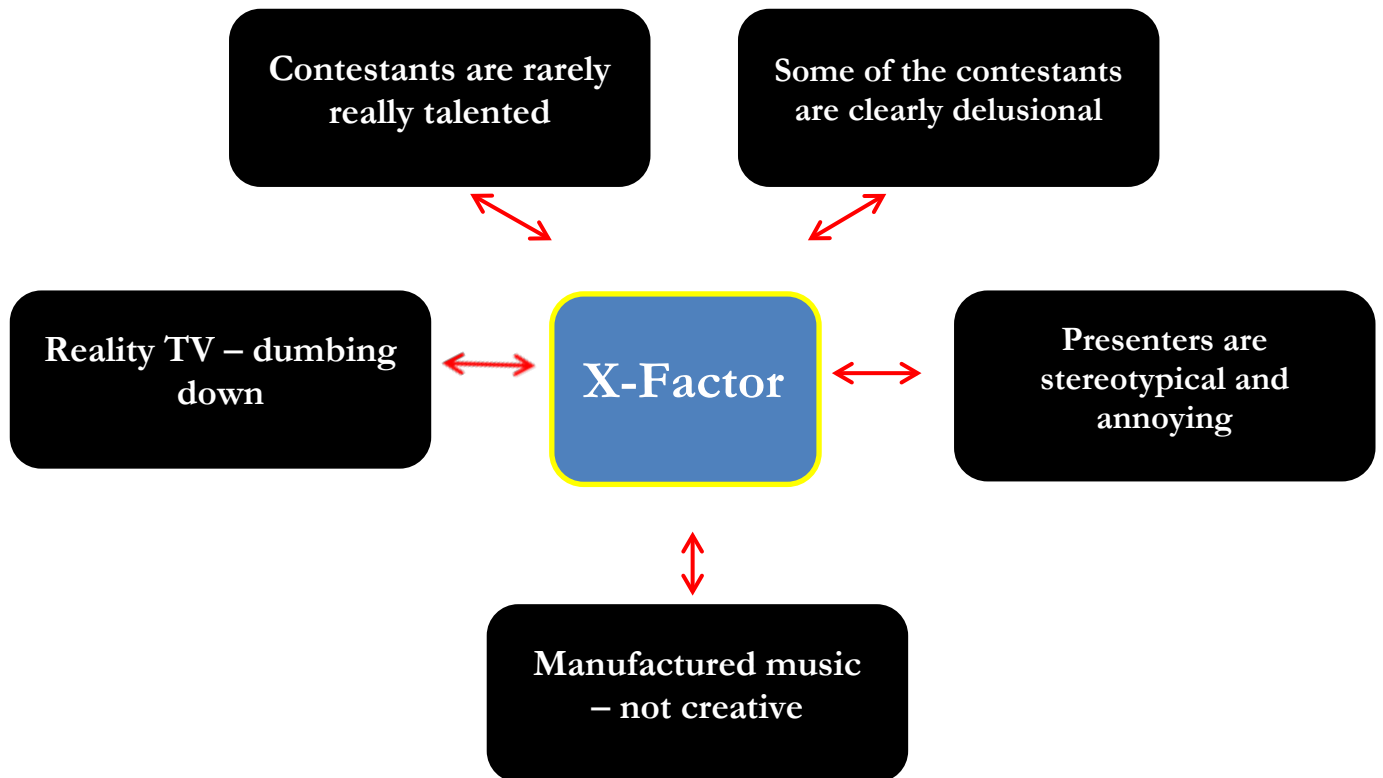 Contestants are rarely
really talented
Some of the contestants
are clearly delusional
Reality TV – dumbing
down
X-Factor
Presenters are
stereotypical and
annoying
Manufactured music
– not creative